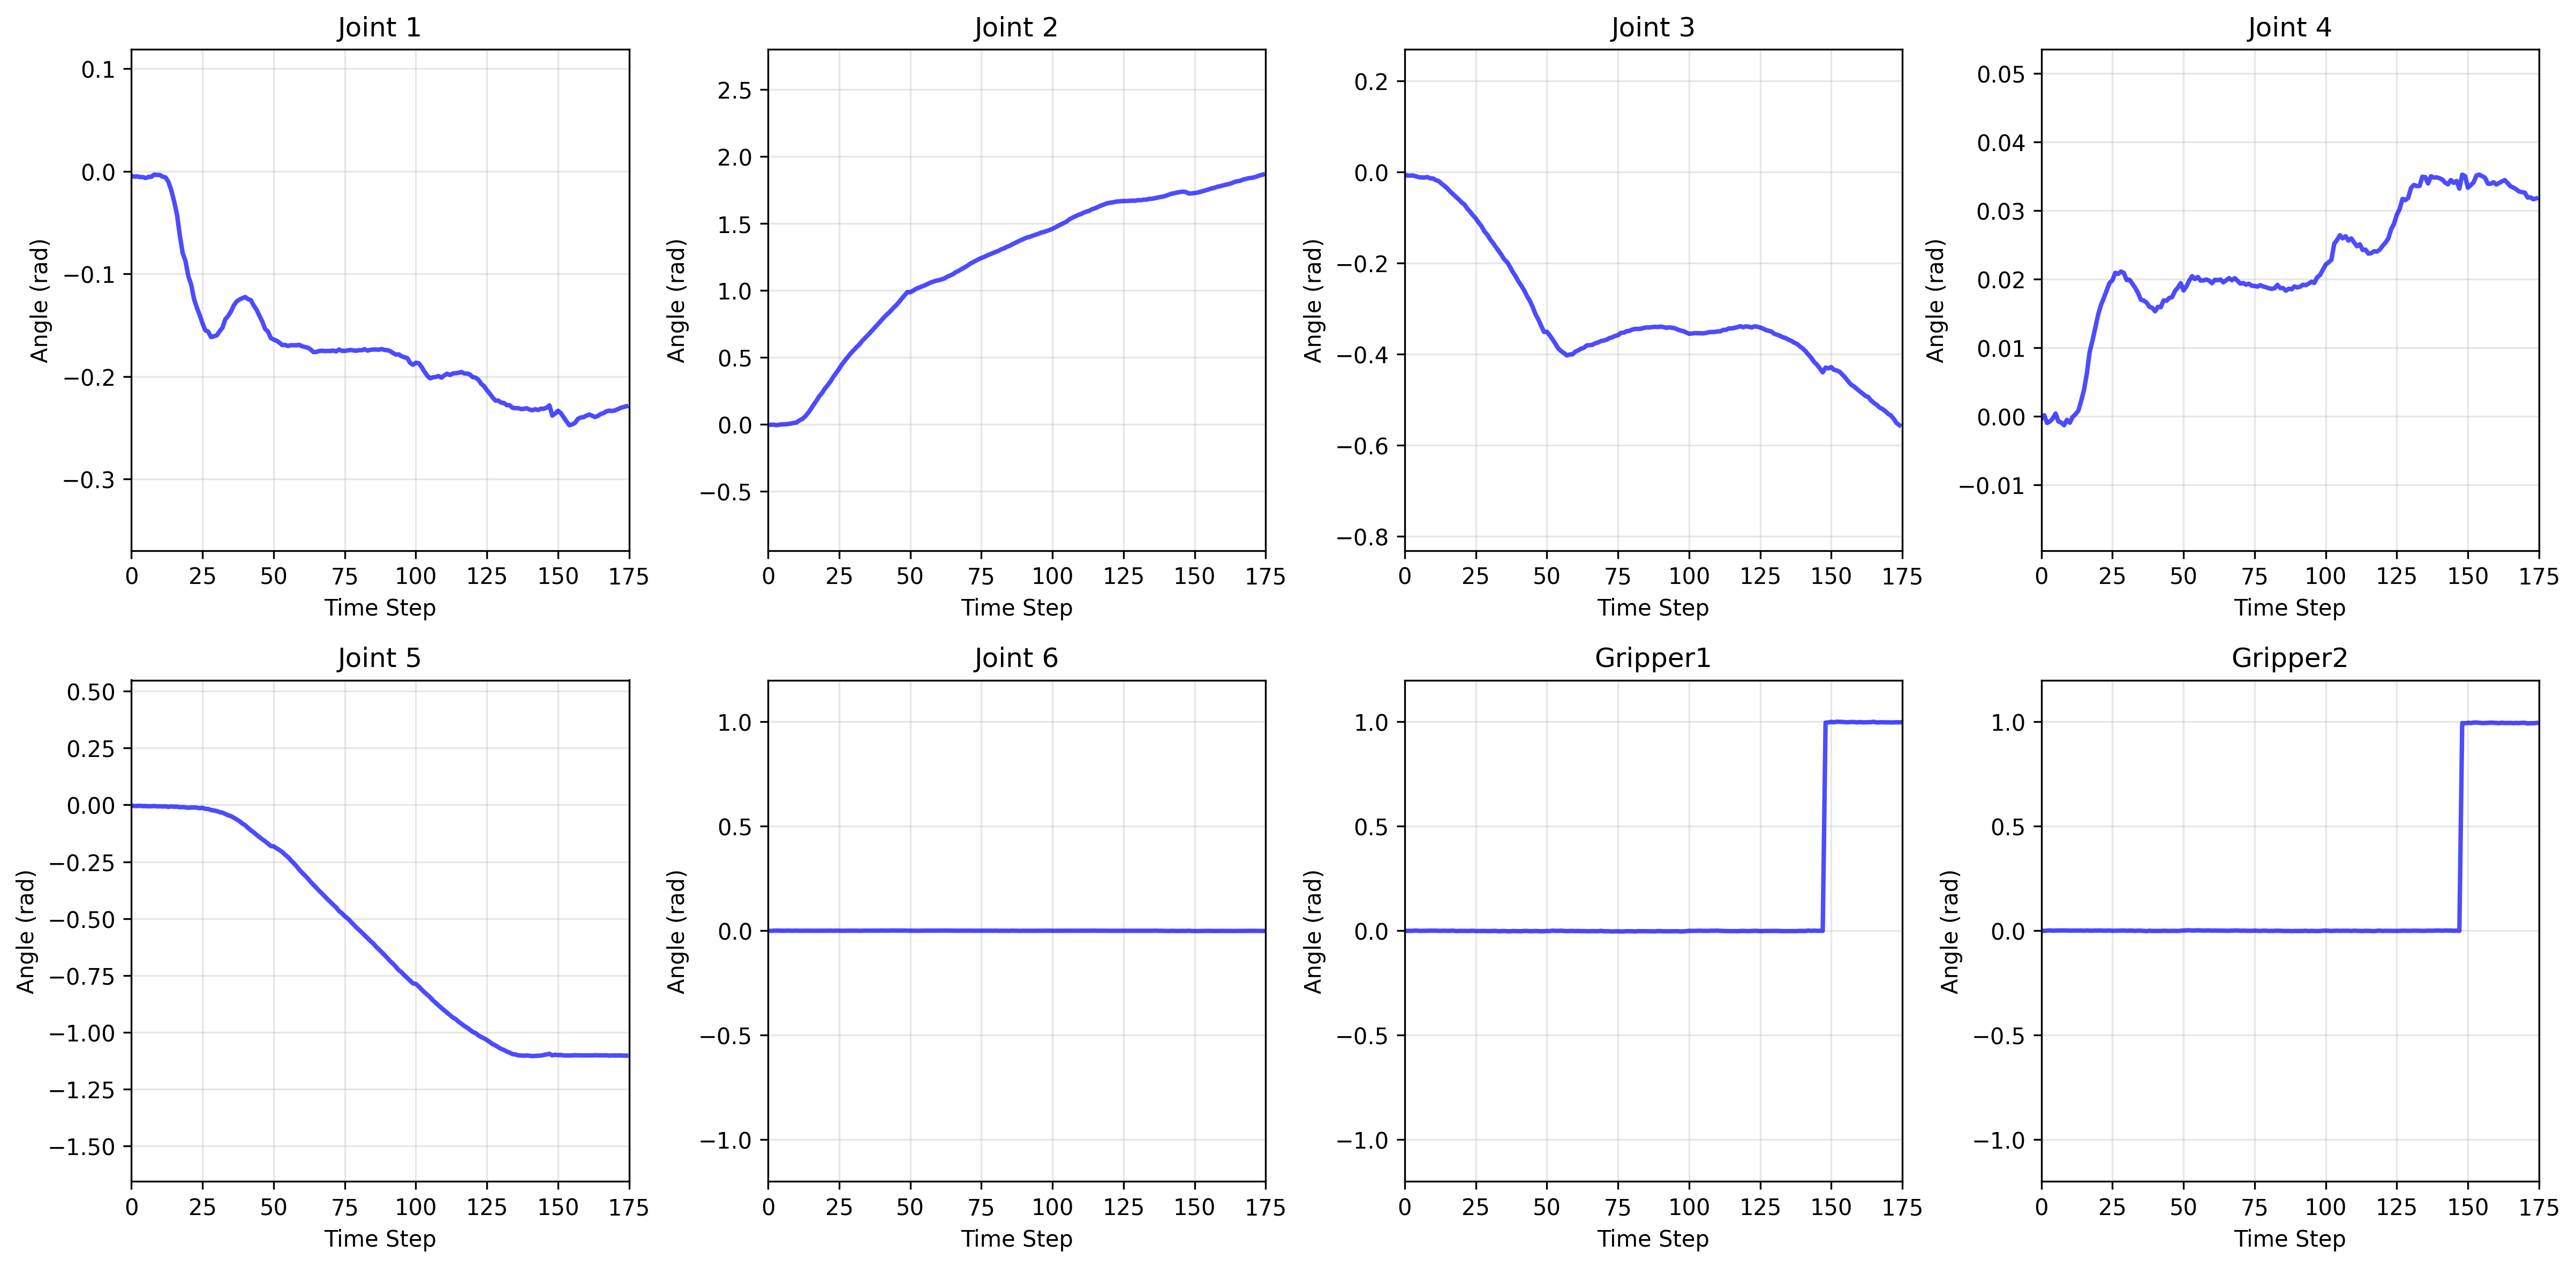 Joint 1
Angle (rad)
0.1
0.0
−0.1
−0.2
−0.3
0 25 50 75 100 125 150 175
Time Step
Joint 2
Angle (rad)
2.5
2.0
1.5
1.0
0.5
0.0
−0.5
0 25 50 75 100 125 150 175
Time Step
Joint 3
Angle (rad)
0.2
0.0
−0.2
−0.4
−0.6
−0.8
0 25 50 75 100 125 150 175
Time Step
Joint 4
Angle (rad)
0.05
0.04
0.03
0.02
0.01
0.00
−0.01
0 25 50 75 100 125 150 175
Time Step
Joint 5
Angle (rad)
0.50
0.25
0.00
−0.25
−0.50
−0.75
−1.00
−1.25
−1.50
0 25 50 75 100 125 150 175
Time Step
Joint 6
Angle (rad)
1.0
0.5
0.0
−0.5
−1.0
0 25 50 75 100 125 150 175
Time Step
Gripper1
Angle (rad)
1.0
0.5
0.0
−0.5
−1.0
0 25 50 75 100 125 150 175
Time Step
Gripper2
Angle (rad)
1.0
0.5
0.0
−0.5
−1.0
0 25 50 75 100 125 150 175
Time Step